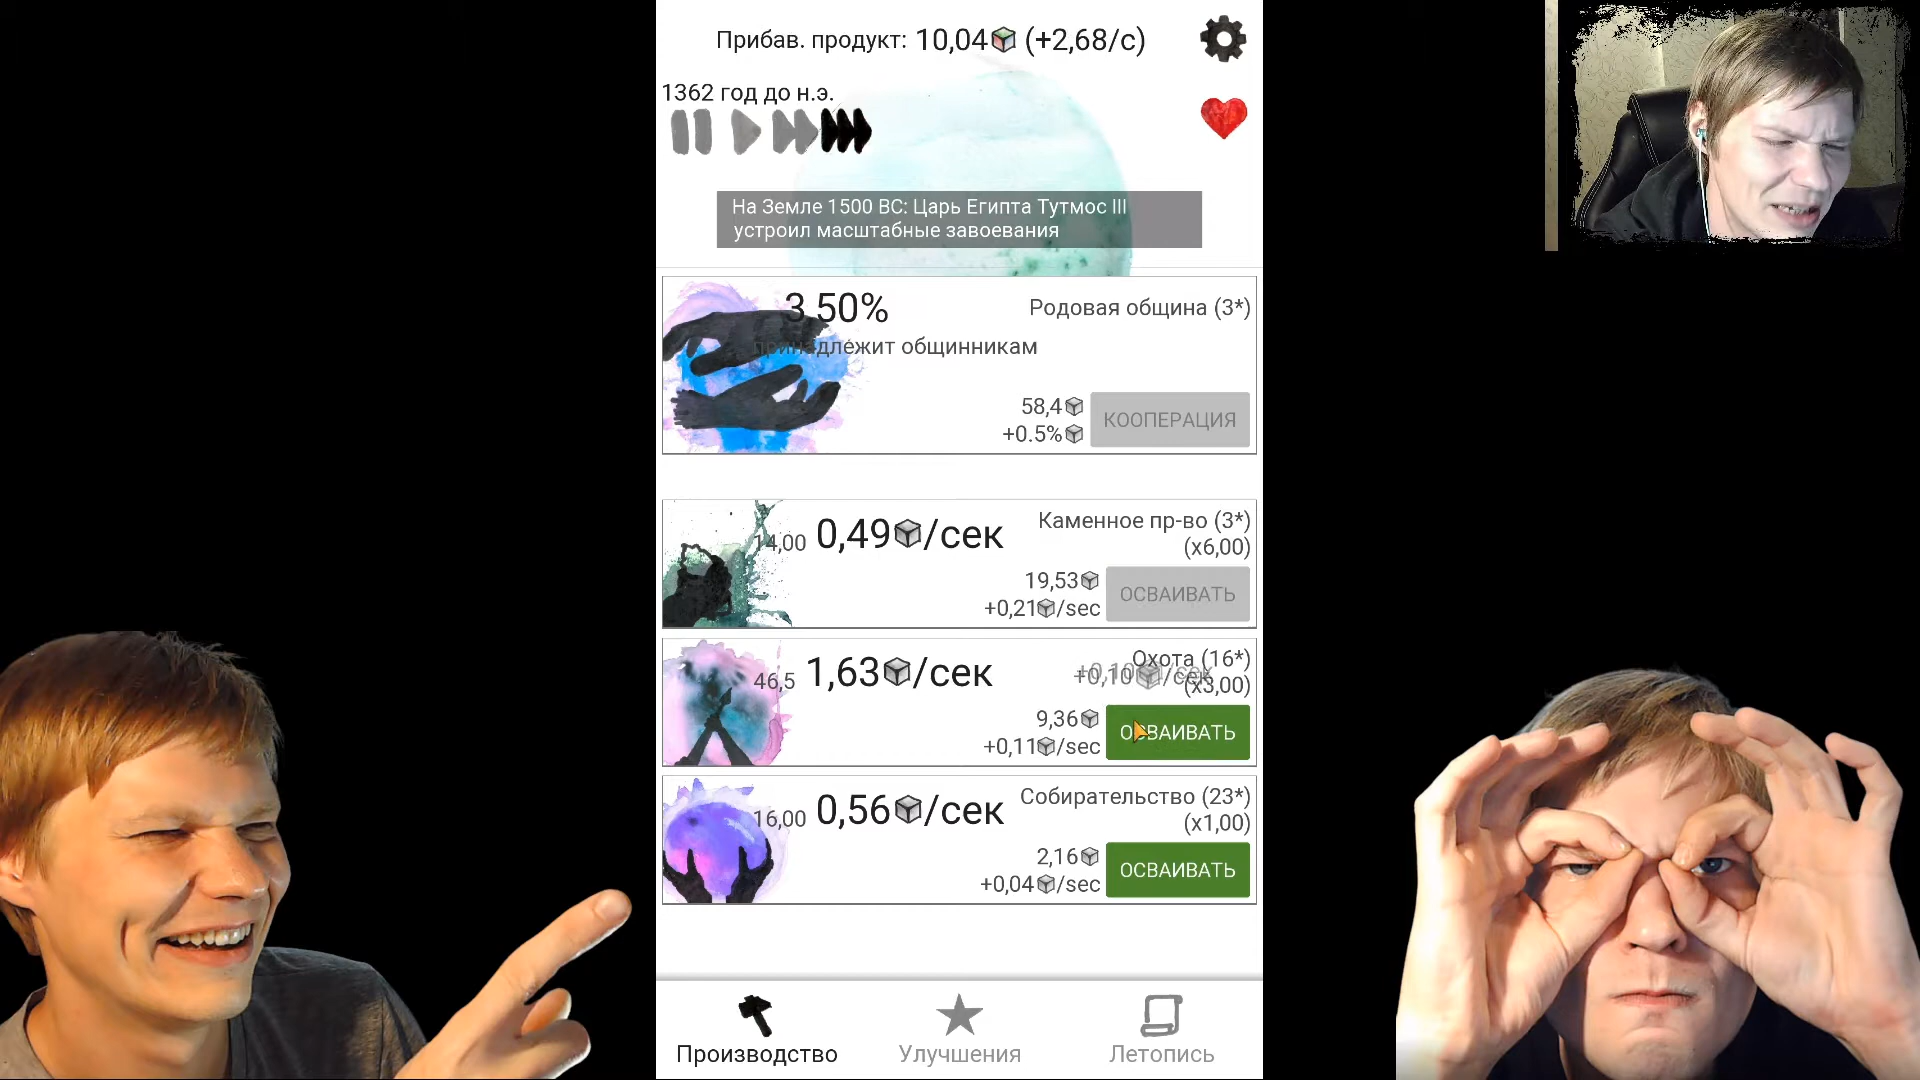 Прибав. продукт: 10,04 (+2,68/с)
1362 год до н.э.
На Земле 1500 BC: Царь Египта Тутмос III
устроил масштабные завоевания
3.50%
Родовая община (3*)
принадлежит общинникам
58,4
+0.5%
КООПЕРАЦИЯ
14,00 0,49/сек
Каменное пр-во (3*)
(x6,00)
19,53
+0,21/sec
ОСВАИВАТЬ
46,5 1,63/сек
Охота (16*)
+0,10/сек
(x3,00)
9,36
+0,11/sec
ОСВАИВАТЬ
16,00 0,56/сек
Собирательство (23*)
(x1,00)
2,16
+0,04/sec
ОСВАИВАТЬ
Производство
Улучшения
Летопись